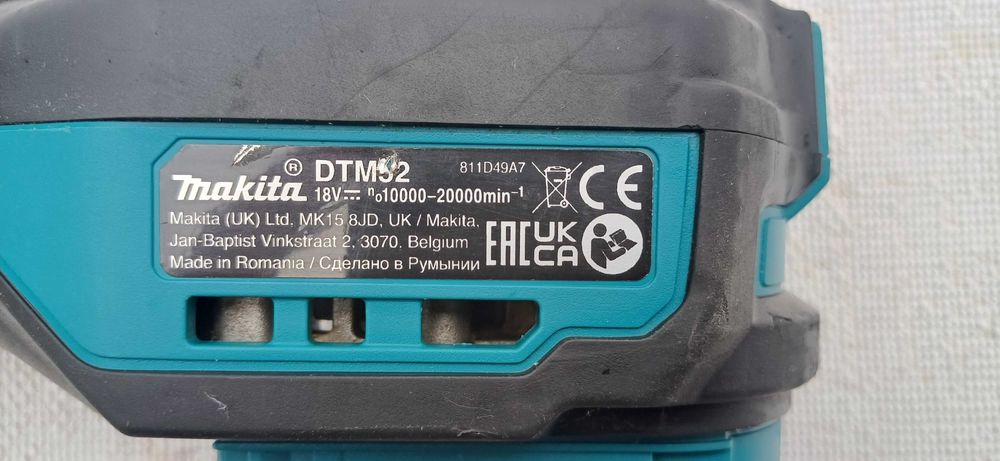 makita ® DTM52 811D49A7
18V⎓ n₀10000-20000min⁻¹
Makita (UK) Ltd. MK15 8JD, UK / Makita,
Jan-Baptist Vinkstraat 2, 3070. Belgium
Made in Romania / Сделано в Румынии
CE
EAC
UK
CA